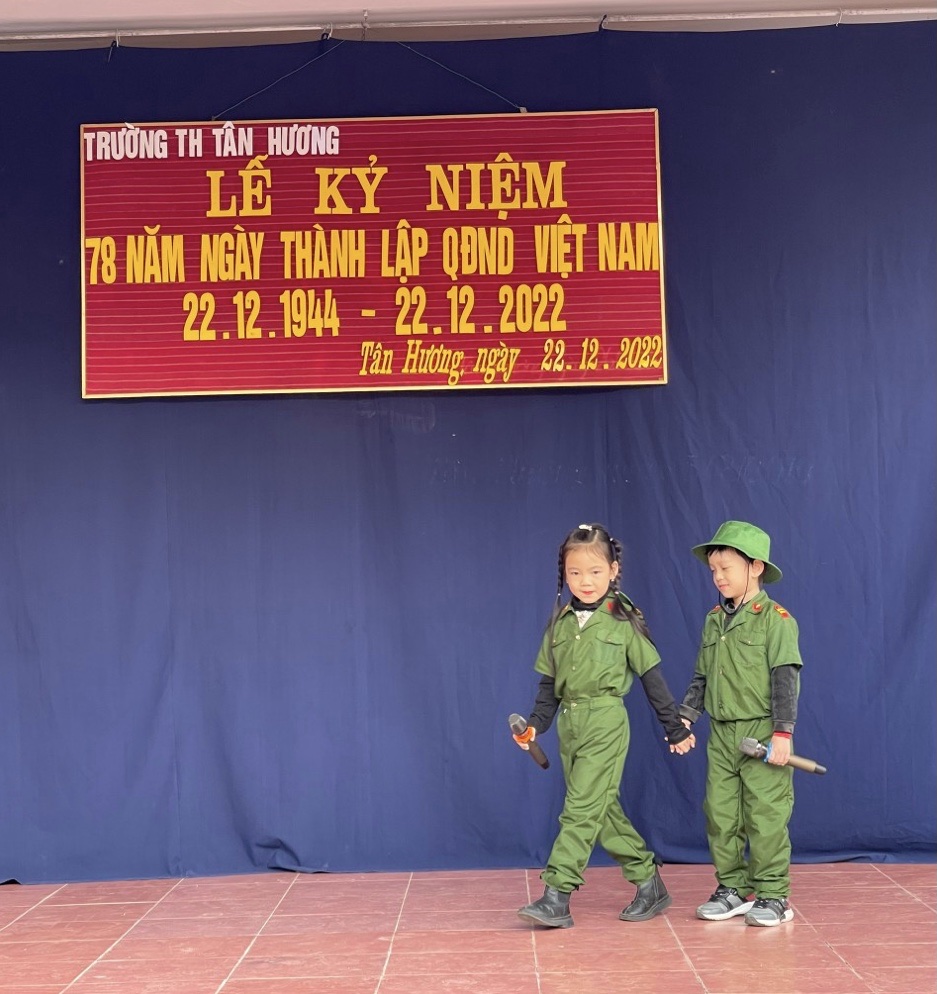 TRƯỜNG TH TÂN HƯƠNG
LỄ KỶ NIỆM
78 NĂM NGÀY THÀNH LẬP QĐND VIỆT NAM
22.12.1944 - 22.12.2022
Tân Hương, ngày 22.12.2022